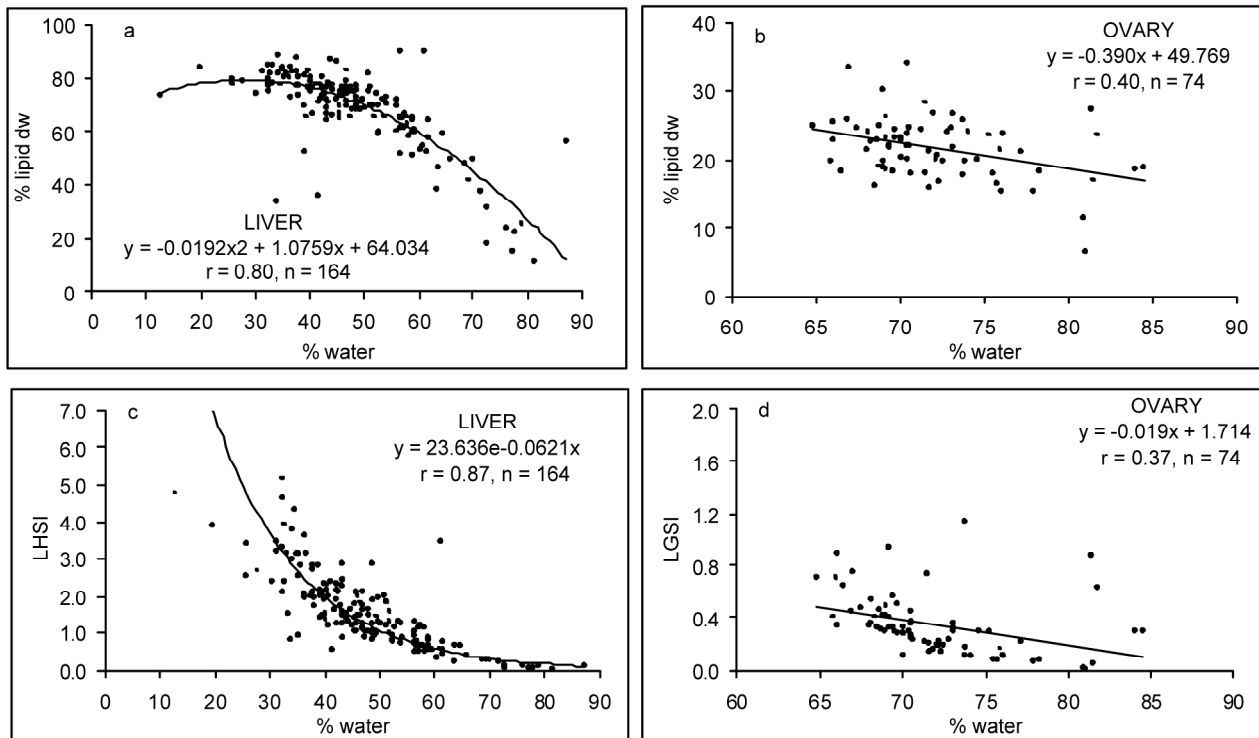 a
% lipid dw
100
80
60
40
20
0
LIVER
y = -0.0192x2 + 1.0759x + 64.034
r = 0.80, n = 164
0 10 20 30 40 50 60 70 80 90
% water
b
OVARY
y = -0.390x + 49.769
r = 0.40, n = 74
% lipid dw
40
30
20
10
0
60 65 70 75 80 85 90
% water
c
LIVER
y = 23.636e-0.0621x
r = 0.87, n = 164
LHSI
7.0
6.0
5.0
4.0
3.0
2.0
1.0
0.0
0 10 20 30 40 50 60 70 80 90
% water
d
OVARY
y = -0.019x + 1.714
r = 0.37, n = 74
LGSI
2.0
1.6
1.2
0.8
0.4
0.0
60 65 70 75 80 85 90
% water